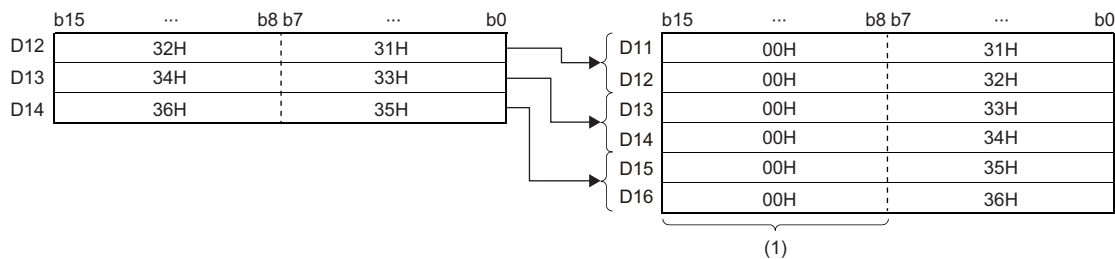 b15 ... b8 b7 ... b0 b15 ... b8 b7 ... b0
D12 32H 31H D11 00H 31H
D13 34H 33H D12 00H 32H
D14 36H 35H D13 00H 33H
D14 00H 34H
D15 00H 35H
D16 00H 36H
(1)